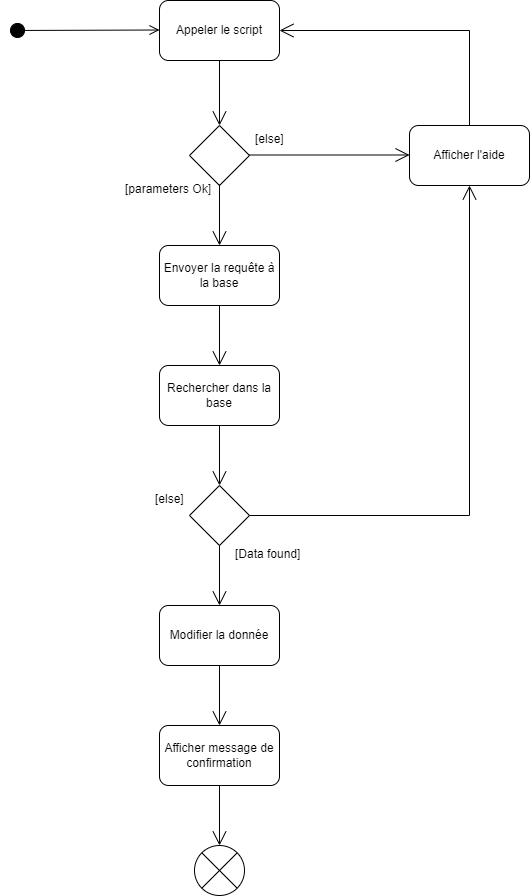 Appeler le script
[else]
Afficher l'aide
[parameters Ok]
Envoyer la requête à
la base
Rechercher dans la
base
[else]
[Data found]
Modifier la donnée
Afficher message de
confirmation